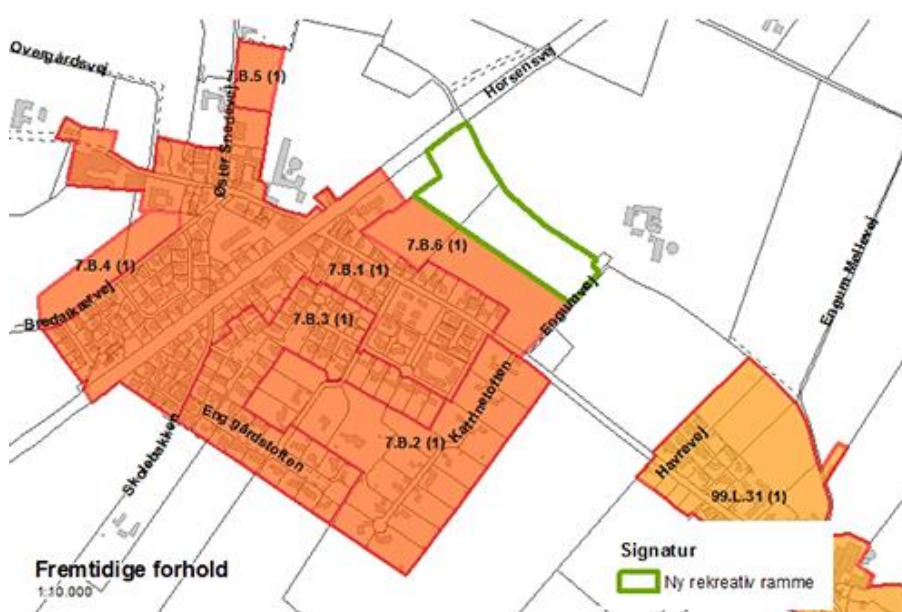 Overgårdsvej
7.B.5 (1)
Horsensvej
Øster Snedevej
7.B.4 (1)
7.B.6 (1)
7.B.1 (1)
Engum Møllevej
Engumvej
7.B.3 (1)
Katrinetoften
Enggårdstoften
7.B.2 (1)
Skolebakken
Havrevej
99.L.31 (1)
Fremtidige forhold
1:10.000
Signatur
Ny rekreativ ramme